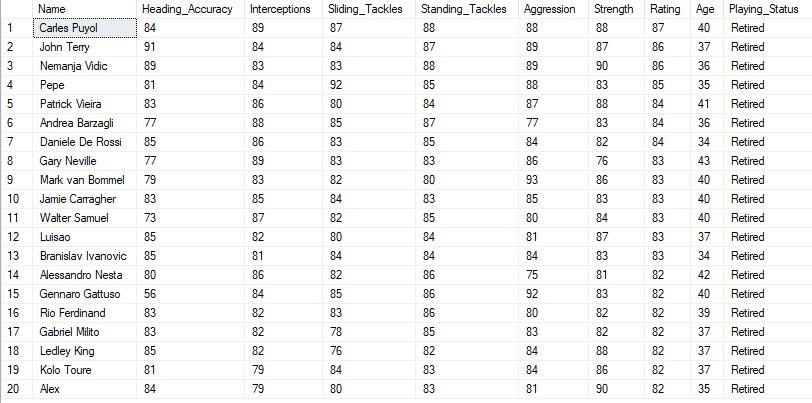 Name Heading_Accuracy Interceptions Sliding_Tackles Standing_Tackles Aggression Strength Rating Age Playing_Status
1 Carles Puyol 84 89 87 88 88 88 87 40 Retired
2 John Terry 91 84 84 87 89 87 86 37 Retired
3 Nemanja Vidic 89 83 83 89 89 90 86 36 Retired
4 Pepe 81 84 92 85 88 83 85 35 Retired
5 Patrick Vieira 83 86 80 84 87 88 84 41 Retired
6 Andrea Barzagli 77 88 85 87 77 83 84 36 Retired
7 Daniele De Rossi 85 86 83 85 84 82 84 34 Retired
8 Gary Neville 77 89 83 83 86 76 83 43 Retired
9 Mark van Bommel 79 83 82 80 93 86 83 40 Retired
10 Jamie Carragher 83 85 84 83 85 84 83 40 Retired
11 Walter Samuel 73 87 82 85 80 84 83 40 Retired
12 Luisao 85 82 80 84 81 87 83 37 Retired
13 Branislav Ivanovic 85 81 84 84 84 83 83 34 Retired
14 Alessandro Nesta 80 86 82 86 75 81 82 42 Retired
15 Gennaro Gattuso 56 84 85 86 92 83 82 40 Retired
16 Rio Ferdinand 83 82 83 86 80 82 82 39 Retired
17 Gabriel Milito 83 82 78 85 83 82 82 37 Retired
18 Ledley King 85 82 76 82 84 88 82 37 Retired
19 Kolo Toure 81 79 84 83 84 86 82 37 Retired
20 Alex 84 79 80 83 81 90 82 35 Retired